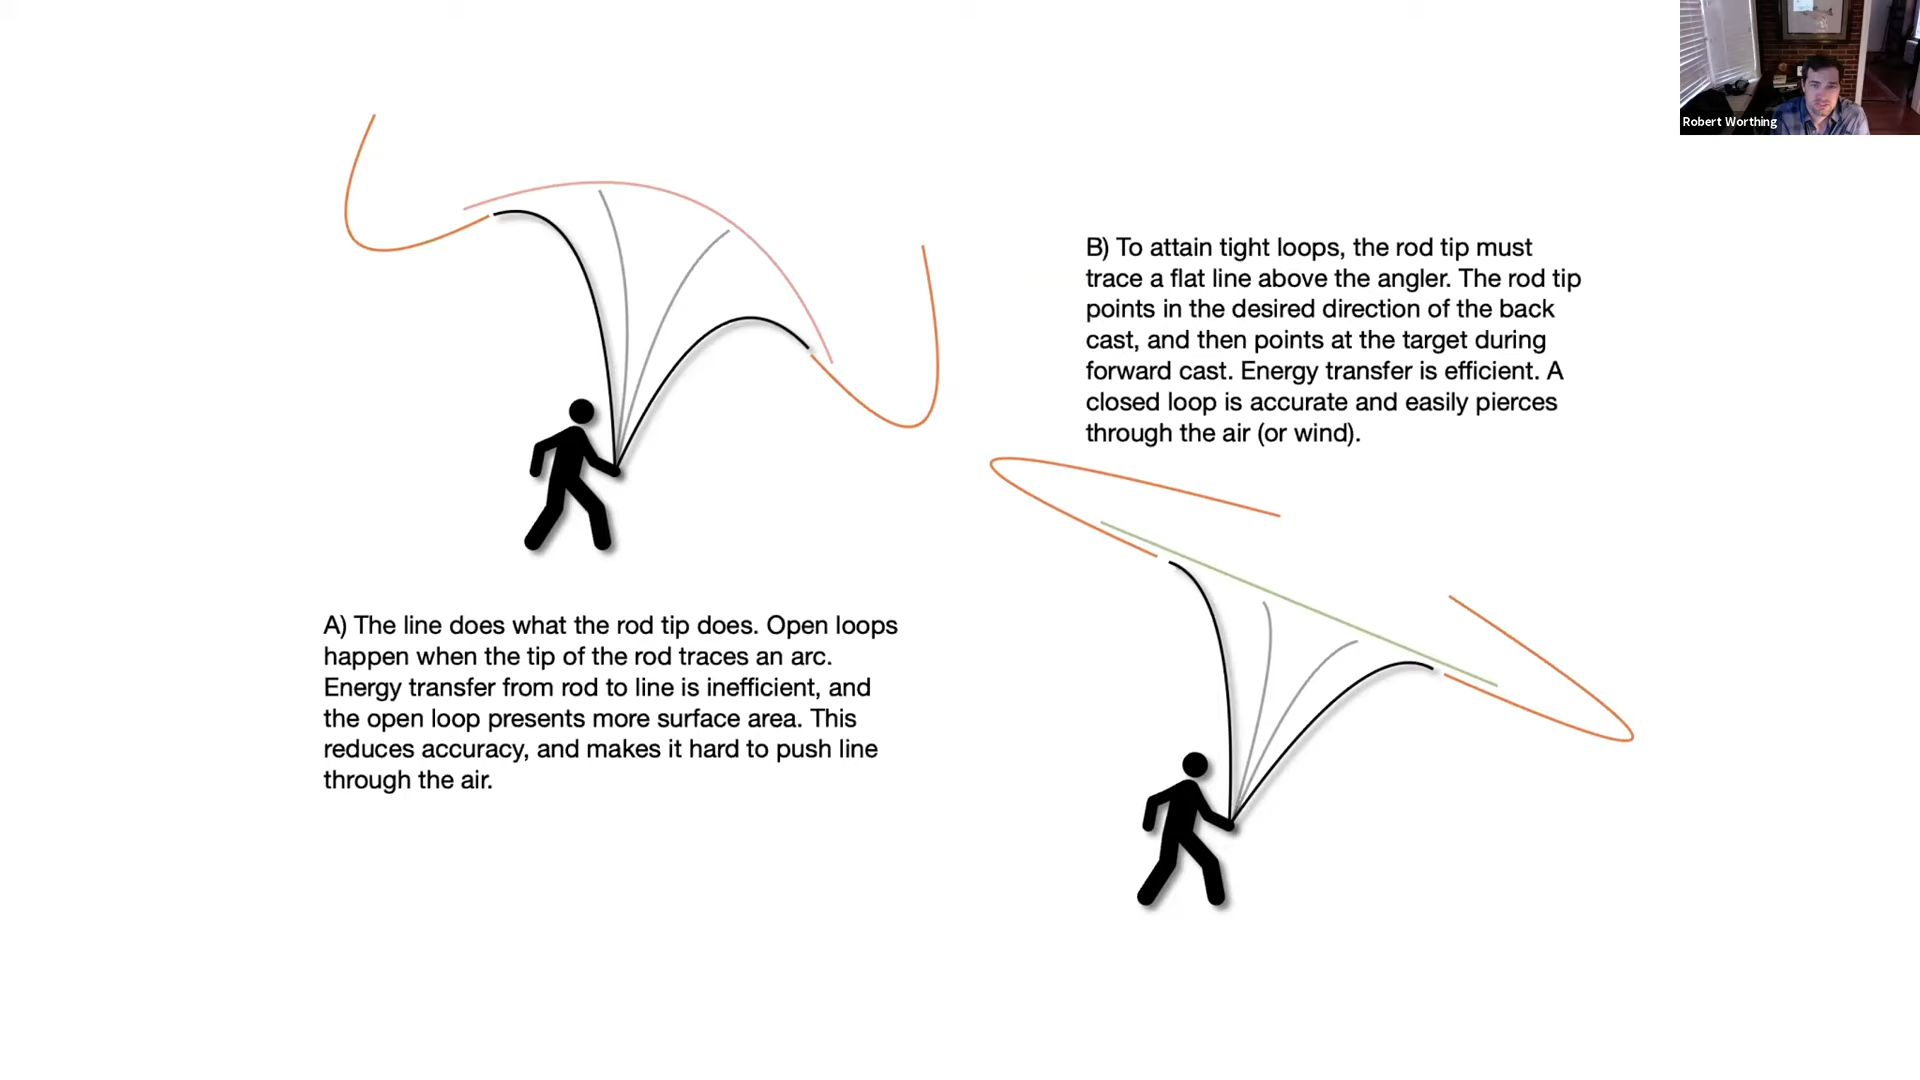 Robert Worthing
B) To attain tight loops, the rod tip must
trace a flat line above the angler. The rod tip
points in the desired direction of the back
cast, and then points at the target during
forward cast. Energy transfer is efficient. A
closed loop is accurate and easily pierces
through the air (or wind).
A) The line does what the rod tip does. Open loops
happen when the tip of the rod traces an arc.
Energy transfer from rod to line is inefficient, and
the open loop presents more surface area. This
reduces accuracy, and makes it hard to push line
through the air.